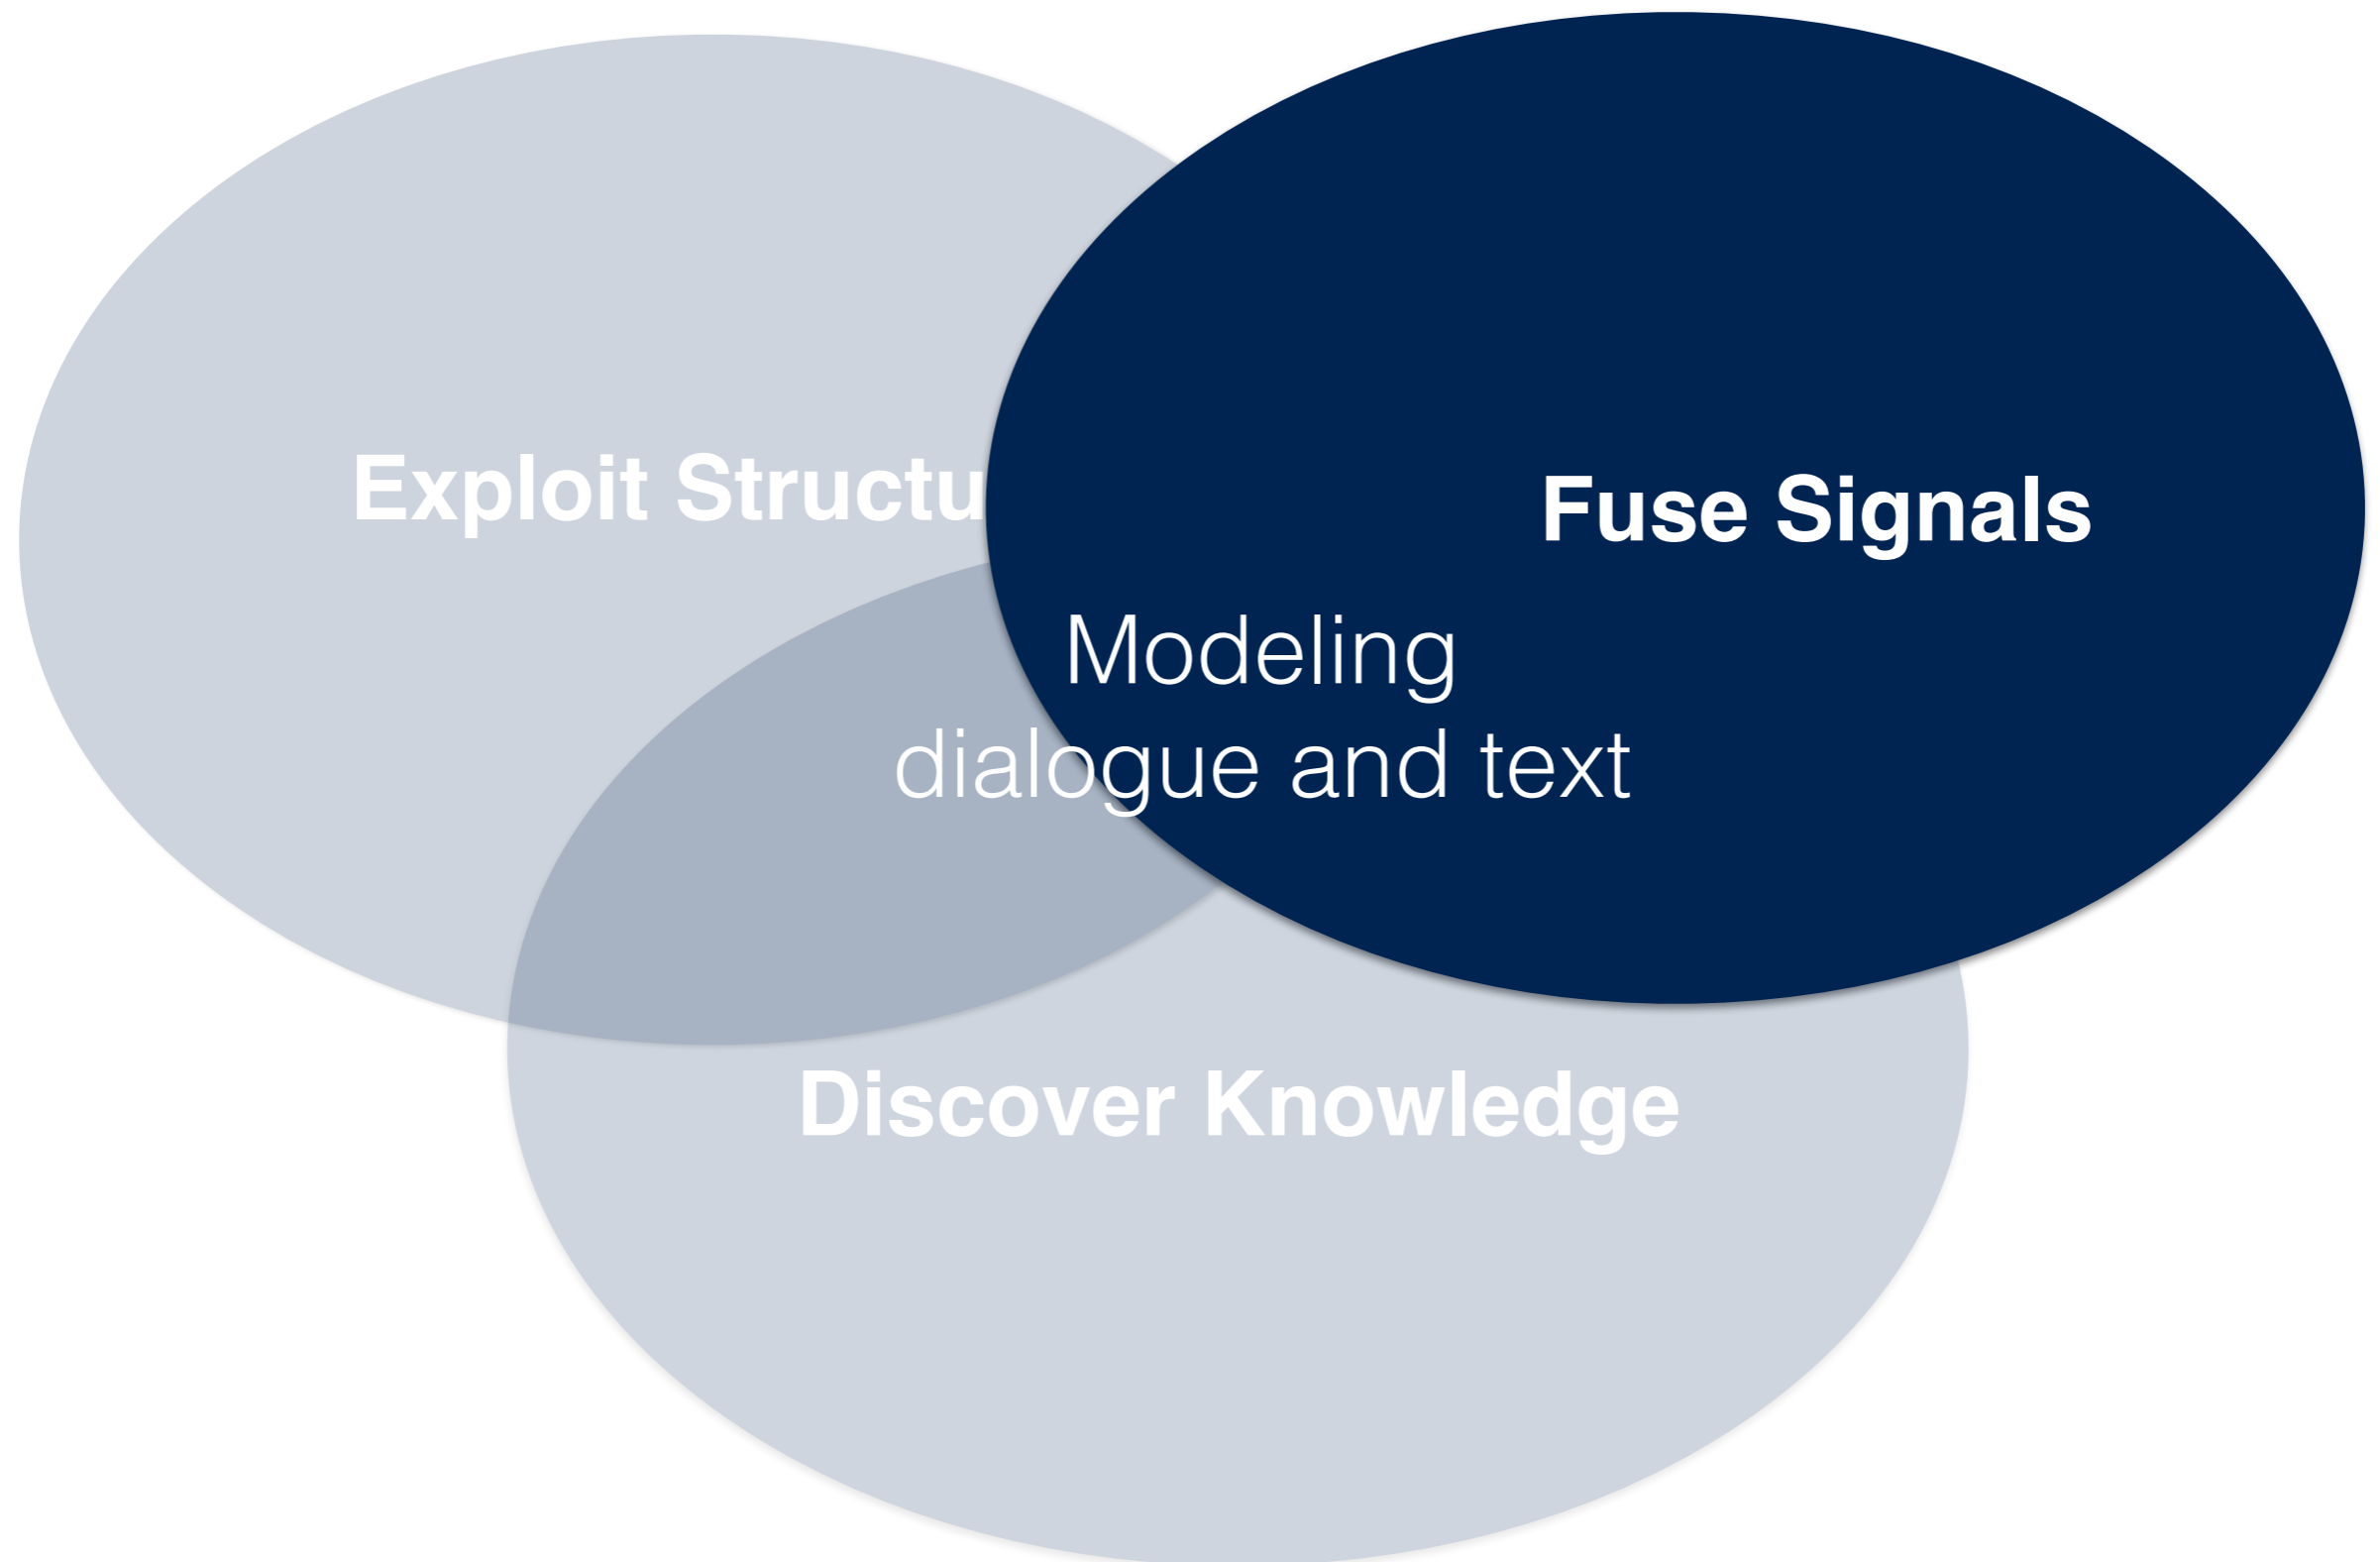 Exploit Structu
Fuse Signals
Modeling
dialogue and text
Discover Knowledge